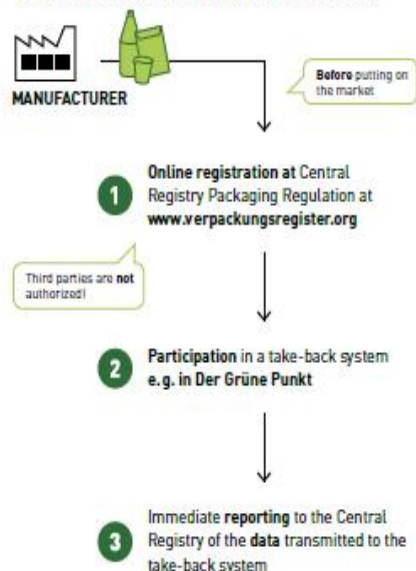 MANUFACTURER
Before putting on
the market
1
Online registration at Central
Registry Packaging Regulation at
www.verpackungsregister.org
Third parties are not
authorized!
2
Participation in a take-back system
e.g. in Der Grüne Punkt
3
Immediate reporting to the Central
Registry of the data transmitted to the
take-back system